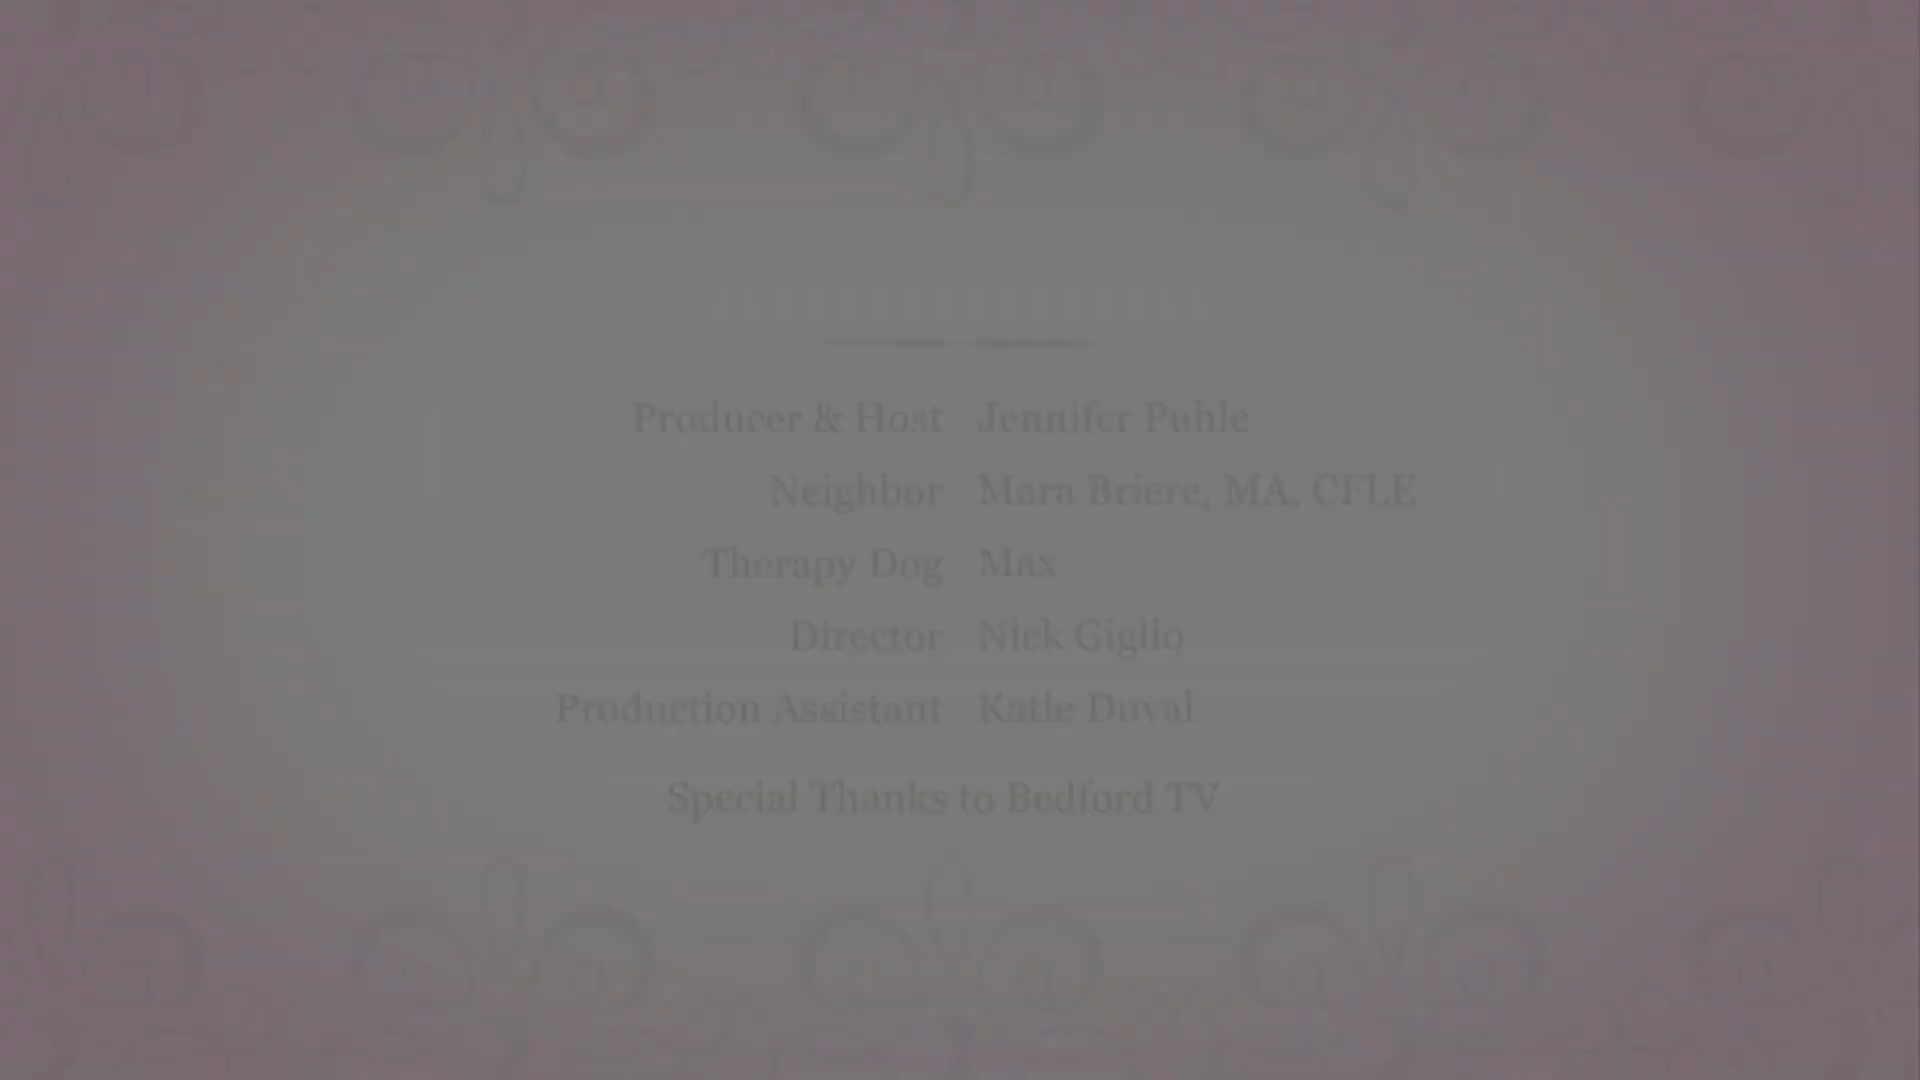 Producer & Host Jennifer Puhle
Neighbor Mara Briere, MA, CFLE
Therapy Dog Max
Director Nick Giglio
Production Assistant Katie Duval
Special Thanks to Bedford TV